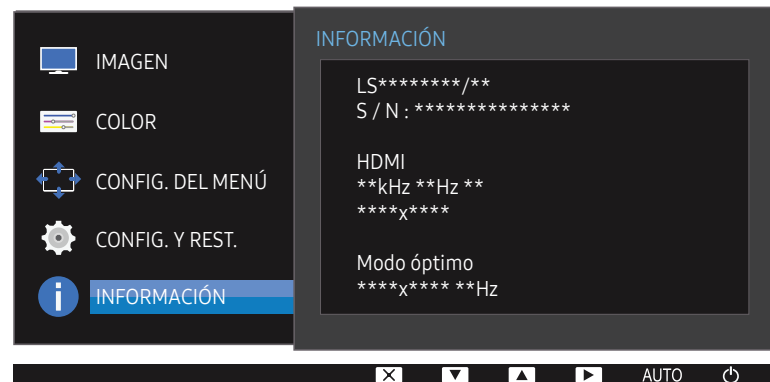 IMAGEN
COLOR
CONFIG. DEL MENÚ
CONFIG. Y REST.
INFORMACIÓN
INFORMACIÓN
LS********/**
S / N : ***************
HDMI
**kHz **Hz **
****x****
Modo óptimo
****x**** **Hz
AUTO